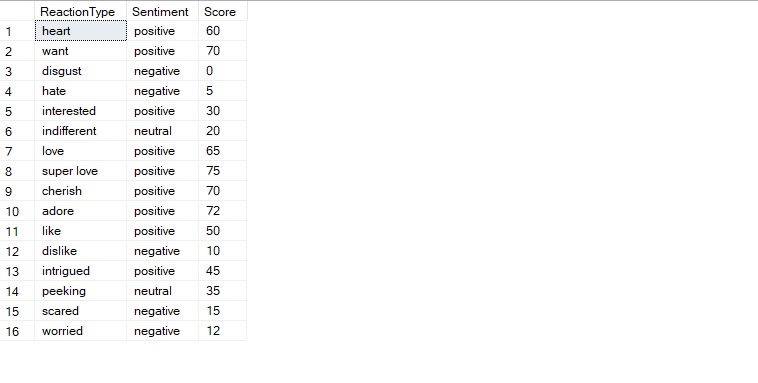 ReactionType Sentiment Score
1 heart positive 60
2 want positive 70
3 disgust negative 0
4 hate negative 5
5 interested positive 30
6 indifferent neutral 20
7 love positive 65
8 super love positive 75
9 cherish positive 70
10 adore positive 72
11 like positive 50
12 dislike negative 10
13 intrigued positive 45
14 peeking neutral 35
15 scared negative 15
16 worried negative 12